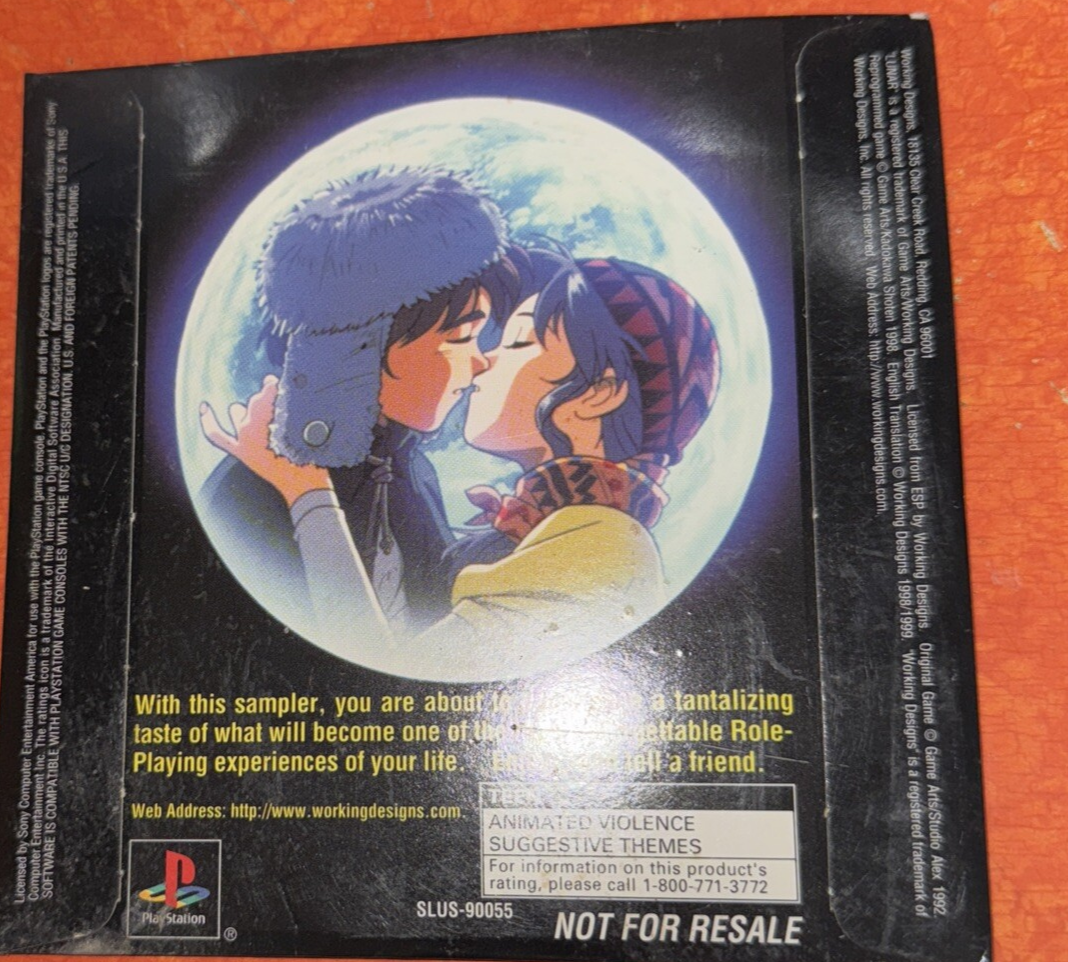 With this sampler, you are about to a tantalizing
taste of what will become one of the Role-
Playing experiences of your life. tell a friend.
Web Address: http://www.workingdesigns.com.
TEEN
ANIMATED VIOLENCE
SUGGESTIVE THEMES
For information on this product's
rating, please call 1-800-771-3772
PlayStation
®
SLUS-90055
NOT FOR RESALE
Licensed by Sony Computer Entertainment America for use with the PlayStation game console. PlayStation and the PlayStation logos are registered trademarks of Sony
Computer Entertainment Inc. The ratings icon is a trademark of the Interactive Digital Software Association. Manufactured and printed in the U.S.A. THIS
SOFTWARE IS COMPATIBLE WITH PLAYSTATION GAME CONSOLES WITH THE NTSC U/C DESIGNATION. U.S. AND FOREIGN PATENTS PENDING.
Working Designs, 18135 Clear Creek Road, Redding, CA 96001
"LUNAR" is a registered trademark of Game Arts/Working Designs. Licensed from ESP by Working Designs. Original Game © Game Arts/Studio Alex 1992.
Reprogrammed game © Game Arts/Kadokawa Shoten 1998. English Translation © Working Designs 1998/1999. "Working Designs" is a registered trademark of
Working Designs, Inc. All rights reserved. Web Address: http://www.workingdesigns.com.